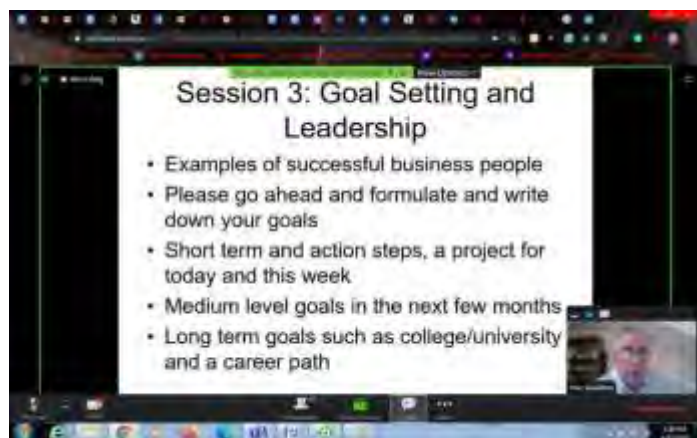 Session 3: Goal Setting and
Leadership
• Examples of successful business people
• Please go ahead and formulate and write
down your goals
• Short term and action steps, a project for
today and this week
• Medium level goals in the next few months
• Long term goals such as college/university
and a career path